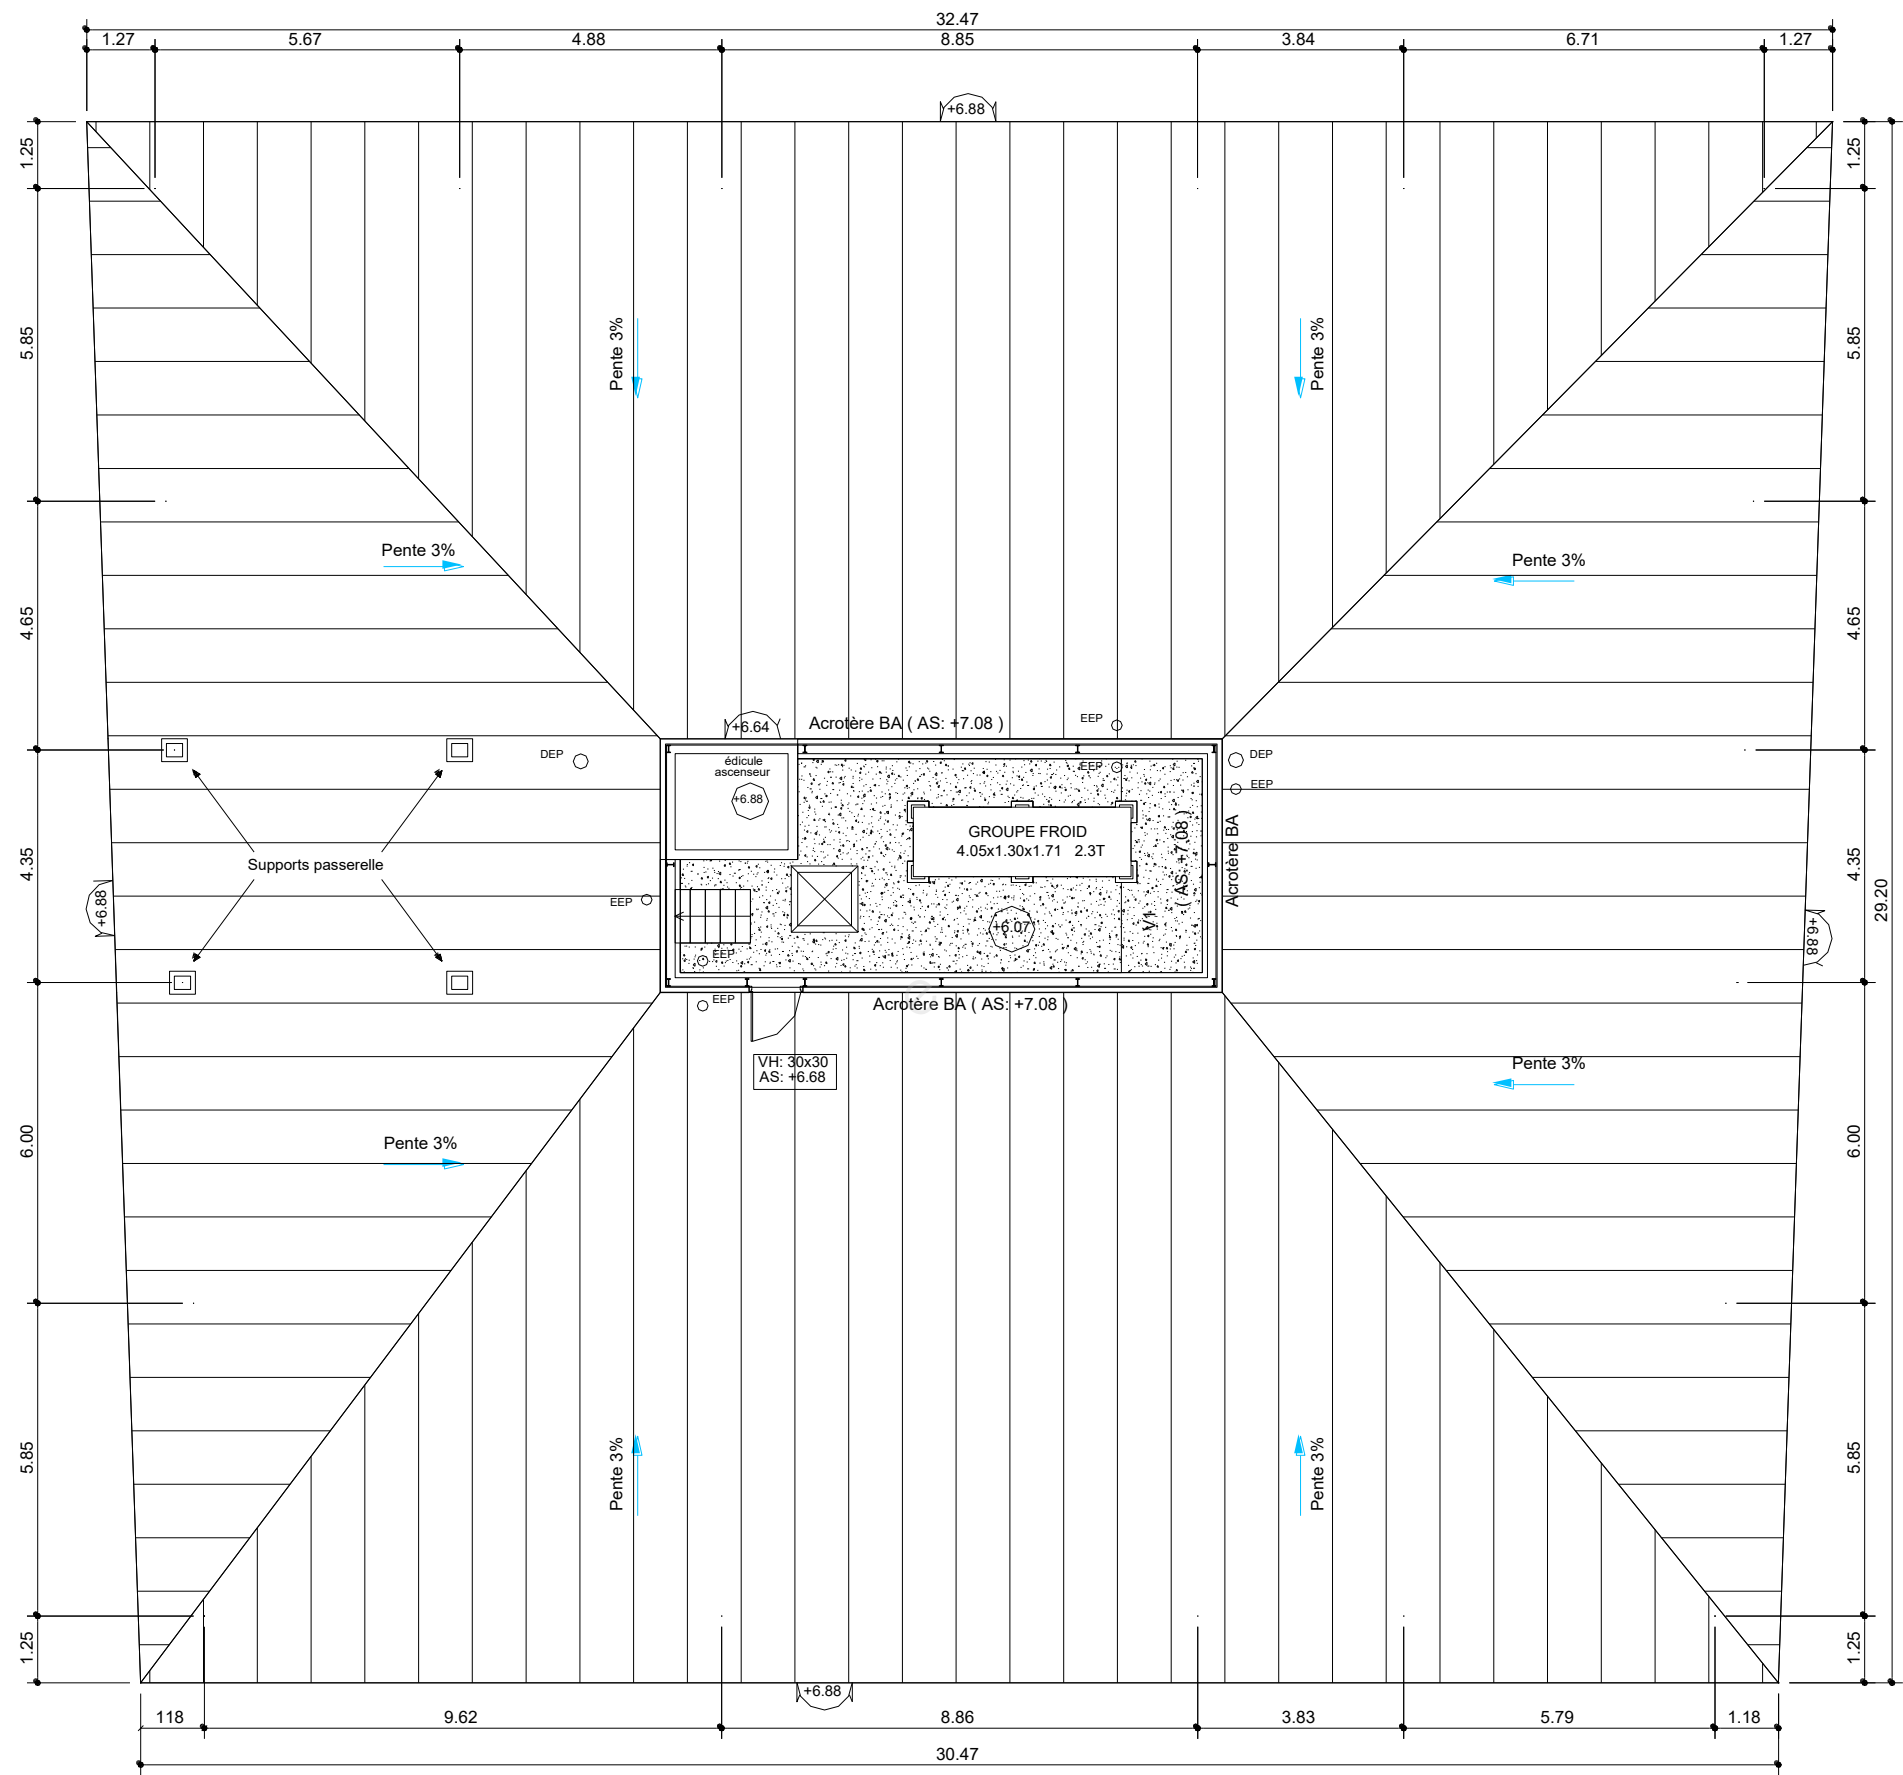 32.47
1.27 5.67 4.88 8.85 3.84 6.71 1.27
+6.88
1.25
1.25
5.85
5.85
Pente 3%
Pente 3%
Pente 3%
Pente 3%
4.65
4.65
+6.64
Acrotère BA ( AS: +7.08 )
EEP
DEP
édicule
ascenseur
+6.88
EEP
DEP
EEP
GROUPE FROID
4.05x1.30x1.71 2.3T
Acrotère BA
( AS: +7.08 )
Supports passerelle
4.35
4.35
29.20
+6.88
+6.88
EEP
V1
+6.07
EEP
EEP
Acrotère BA ( AS: +7.08 )
VH: 30x30
AS: +6.68
Pente 3%
6.00
6.00
Pente 3%
5.85
5.85
Pente 3%
Pente 3%
1.25
1.25
+6.88
118 9.62 8.86 3.83 5.79 1.18
30.47